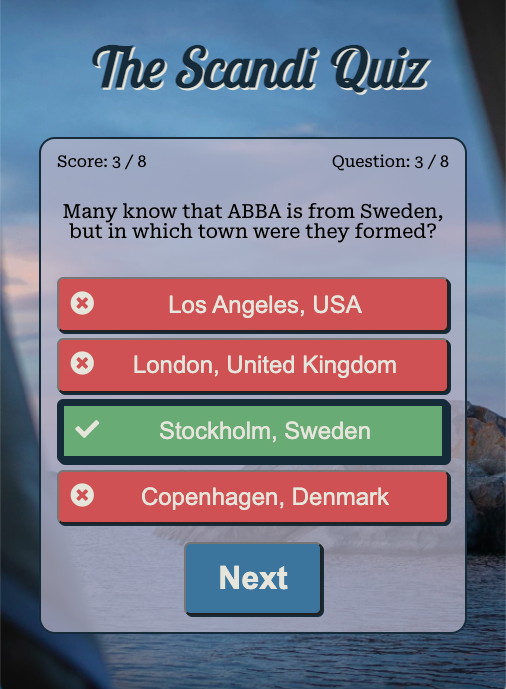 The Scandi Quiz
Score: 3 / 8
Question: 3 / 8
Many know that ABBA is from Sweden,
but in which town were they formed?
Los Angeles, USA
London, United Kingdom
Stockholm, Sweden
Copenhagen, Denmark
Next